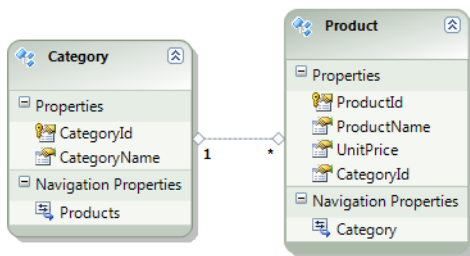 Category
Properties
CategoryId
CategoryName
Navigation Properties
Products
1
*
Product
Properties
ProductId
ProductName
UnitPrice
CategoryId
Navigation Properties
Category